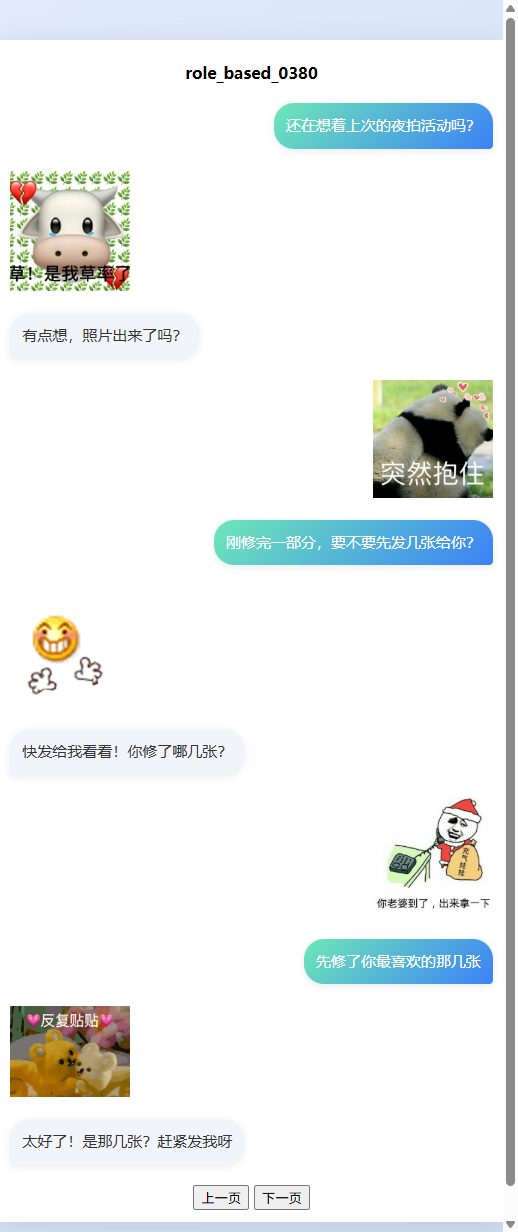 role_based_0380
还在想着上次的夜拍活动吗？
草！是我草率了
有点想，照片出来了吗？
突然抱住
刚修完一部分，要不要先发几张给你？
快发给我看看！你修了哪几张？
充气娃娃
你老婆到了，出来拿一下
先修了你最喜欢的那几张
💗反复贴贴💗
太好了！是那几张？赶紧发我呀
上一页 下一页